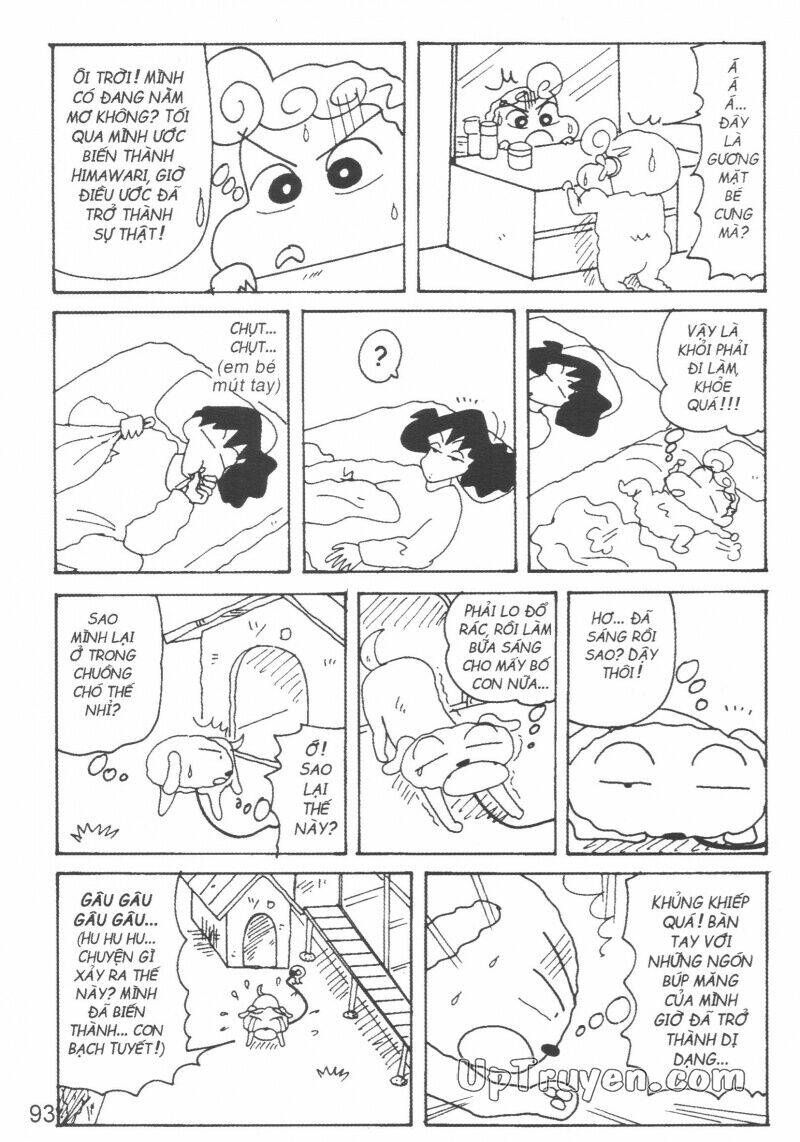 Á
Á
Á...
ĐÂY
LÀ
GƯƠNG
MẶT
BÉ
CƯNG
MÀ?
ÔI TRỜI! MÌNH
CÓ ĐANG NẰM
MƠ KHÔNG? TỐI
QUA MÌNH ƯỚC
BIẾN THÀNH
HIMAWARI, GIỜ
ĐIỀU ƯỚC ĐÃ
TRỞ THÀNH
SỰ THẬT!
VẬY LÀ
KHỎI PHẢI
ĐI LÀM,
KHỎE
QUÁ!!!
?
CHỤT...
CHỤT...
(em bé
mút tay)
HƠ... ĐÃ
SÁNG RỒI
SAO? DẬY
THÔI!
PHẢI LO ĐỔ
RÁC, RỒI LÀM
BỮA SÁNG
CHO MẤY BỐ
CON NỮA...
Ớ!
SAO
LẠI
THẾ
NÀY?
SAO
MÌNH LẠI
Ở TRONG
CHUỒNG
CHÓ THẾ
NHỈ?
KHỦNG KHIẾP
QUÁ! BÀN
TAY VỚI
NHỮNG NGÓN
BÚP MĂNG
CỦA MÌNH
GIỜ ĐÃ TRỞ
THÀNH DỊ
DẠNG...
GÂU GÂU
GÂU GÂU...
(HU HU HU...
CHUYỆN GÌ
XẢY RA THẾ
NÀY? MÌNH
ĐÃ BIẾN
THÀNH... CON
BẠCH TUYẾT!)
UpTruyen.com
93